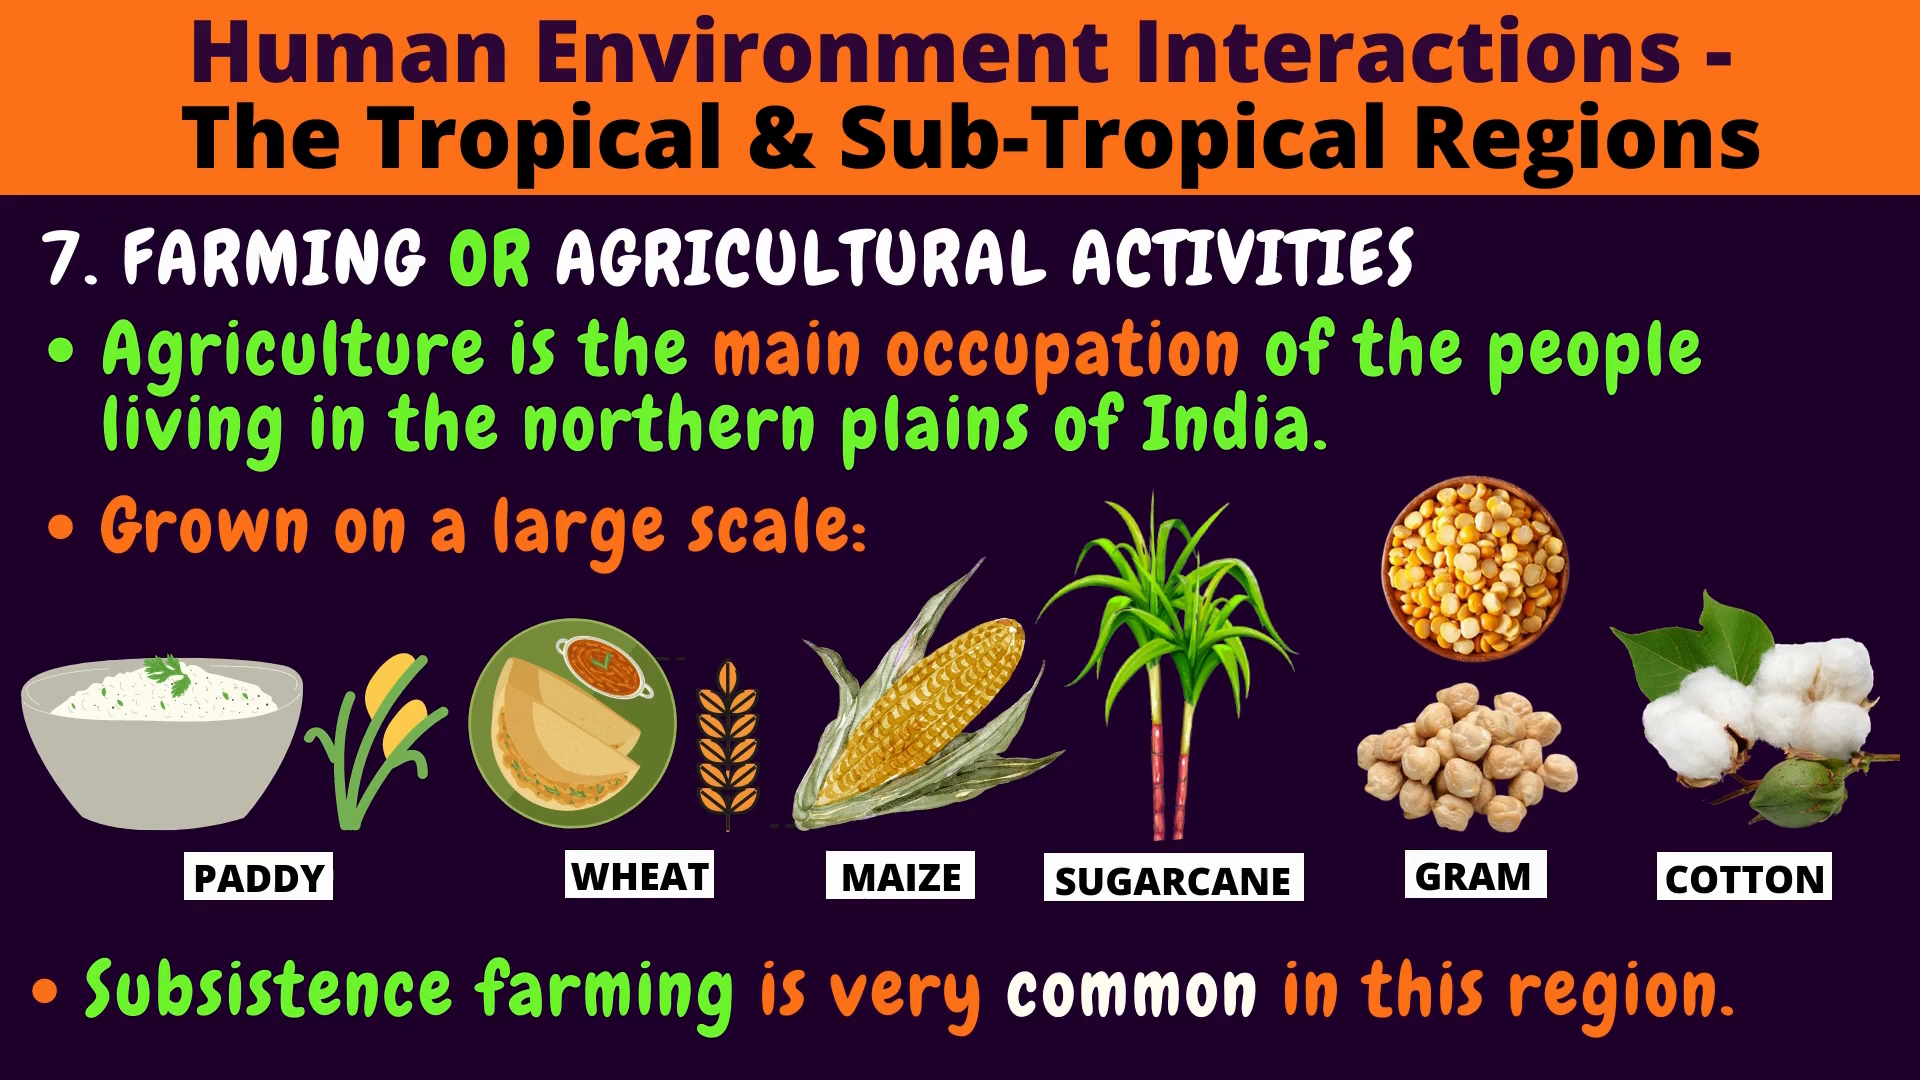 Human Environment Interactions -
The Tropical & Sub-Tropical Regions
7. FARMING OR AGRICULTURAL ACTIVITIES
• Agriculture is the main occupation of the people
living in the northern plains of India.
• Grown on a large scale:
PADDY
WHEAT
MAIZE
SUGARCANE
GRAM
COTTON
• Subsistence farming is very common in this region.